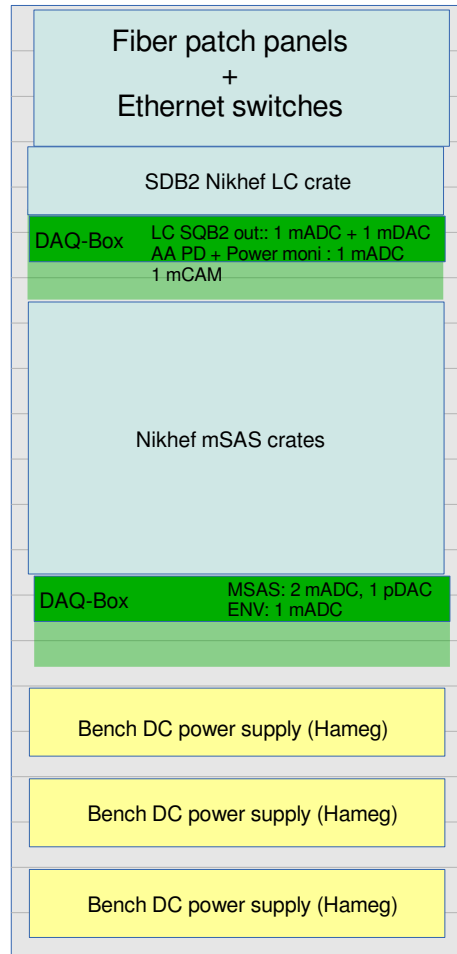 Fiber patch panels
+
Ethernet switches
SDB2 Nikhef LC crate
DAQ-Box
LC SQB2 out:: 1 mADC + 1 mDAC
AA PD + Power moni : 1 mADC
1 mCAM
Nikhef mSAS crates
DAQ-Box
MSAS: 2 mADC, 1 pDAC
ENV: 1 mADC
Bench DC power supply (Hameg)
Bench DC power supply (Hameg)
Bench DC power supply (Hameg)